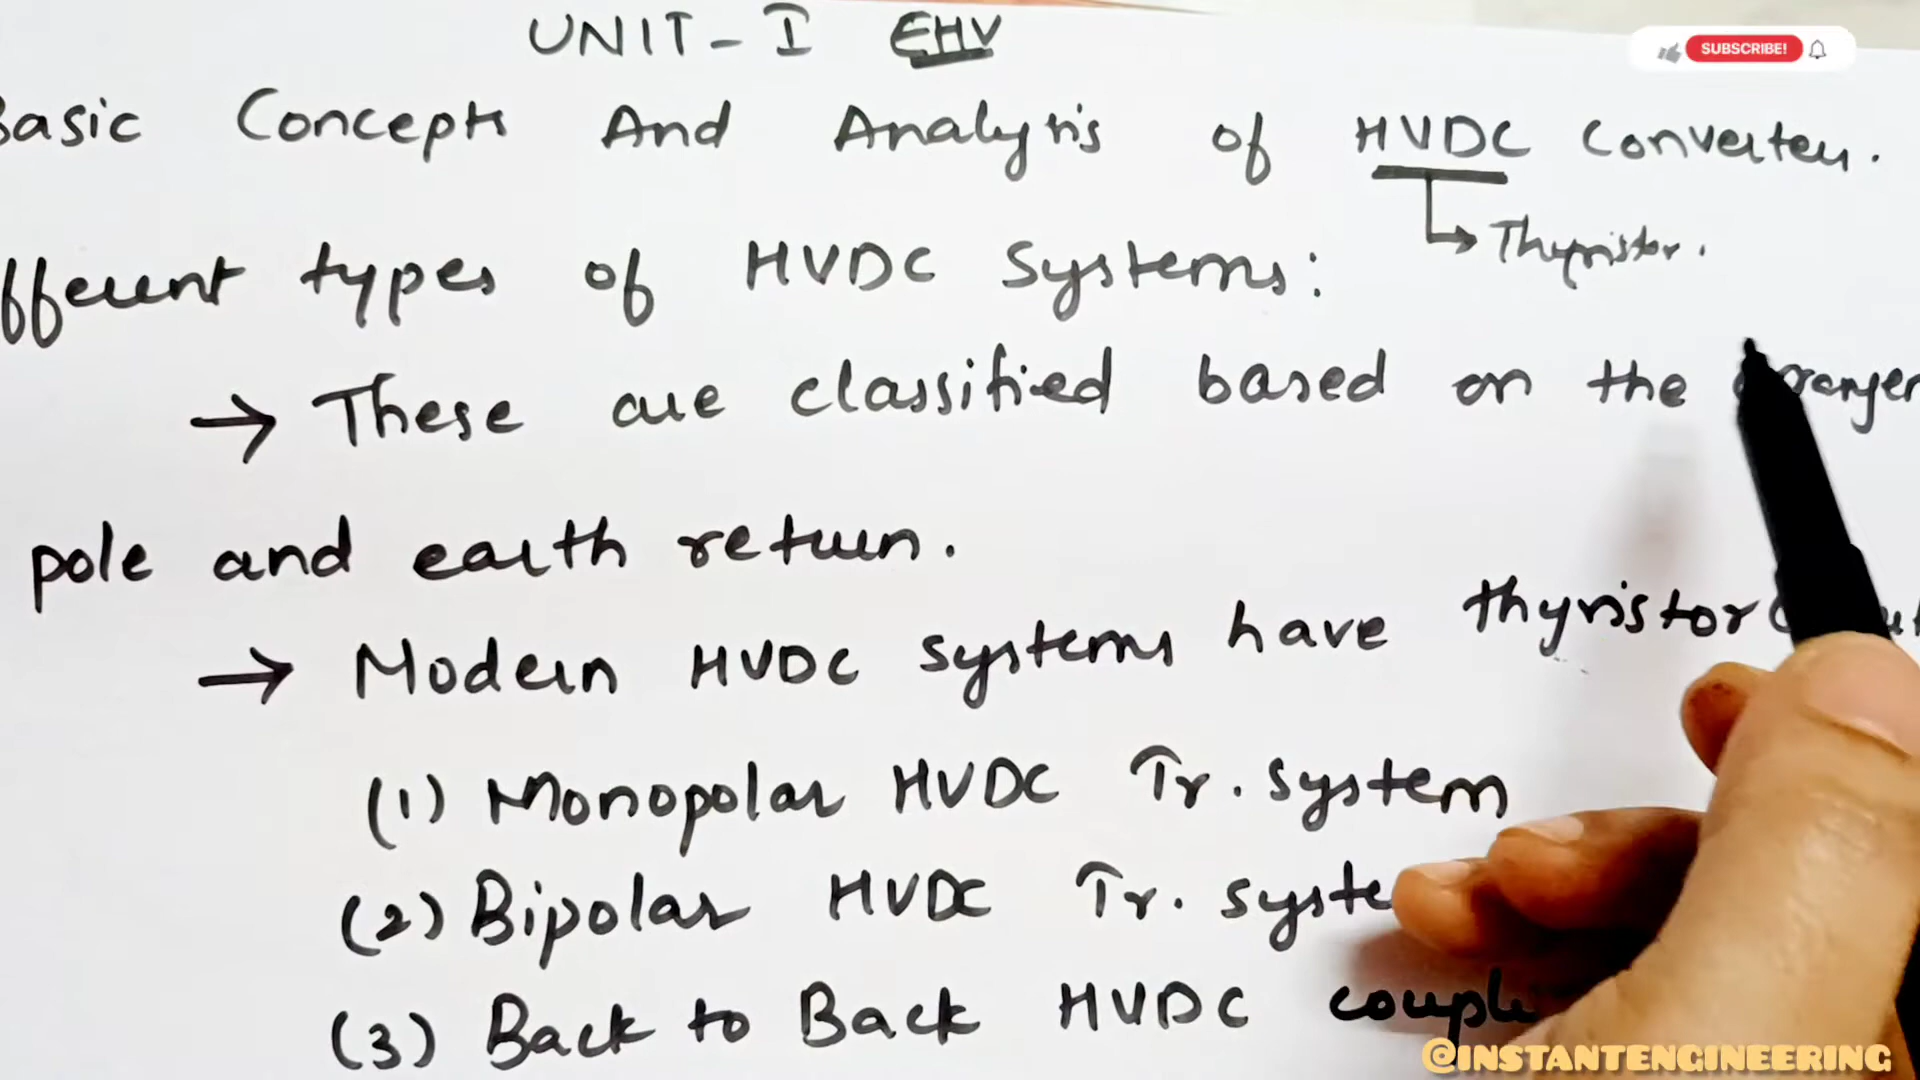 UNIT-I EHV
SUBSCRIBE!
Basic Concepts And Analysis of HVDC Converters.
Thyristor.
fferent types of HVDC Systems:
→ These are classified based on the
pole and earth return.
→ Modern HVDC systems have thyristor
(1) Monopolar HVDC Tr. system
(2) Bipolar HVDC Tr. syste
(3) Back to Back HVDC coupl
@INSTANTENGINEERING